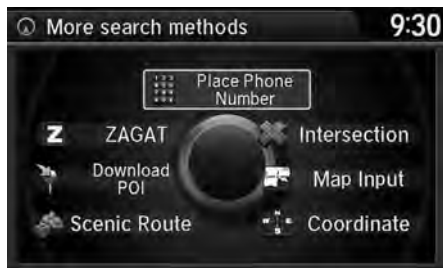 More search methods 9:30
Place Phone
Number
Z ZAGAT
Intersection
Download
POI
Map Input
Scenic Route
Coordinate